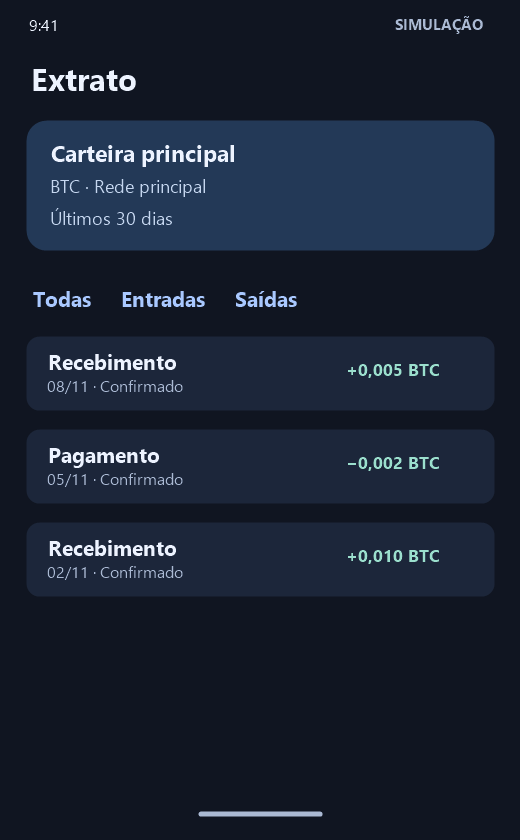 9:41 SIMULAÇÃO
Extrato
Carteira principal
BTC · Rede principal
Últimos 30 dias
Todas Entradas Saídas
Recebimento
08/11 · Confirmado
+0,005 BTC
Pagamento
05/11 · Confirmado
−0,002 BTC
Recebimento
02/11 · Confirmado
+0,010 BTC